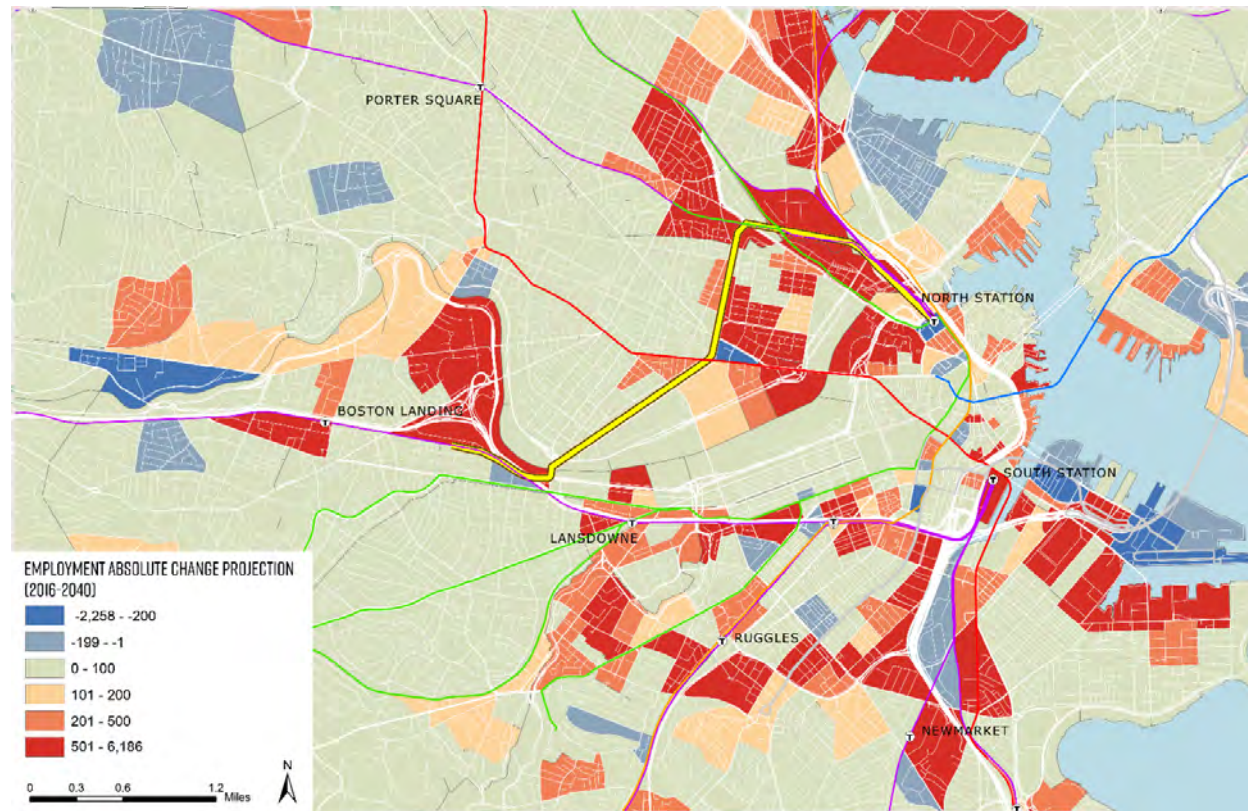 PORTER SQUARE
T
NORTH STATION
T
BOSTON LANDING
T
SOUTH STATION
T
LANSDOWNE
T
T
RUGGLES
T
NEWMARKET
T
T
EMPLOYMENT ABSOLUTE CHANGE PROJECTION
(2016-2040)
-2,258 - -200
-199 - -1
0 - 100
101 - 200
201 - 500
501 - 6,186
N
0 0.3 0.6 1.2
Miles